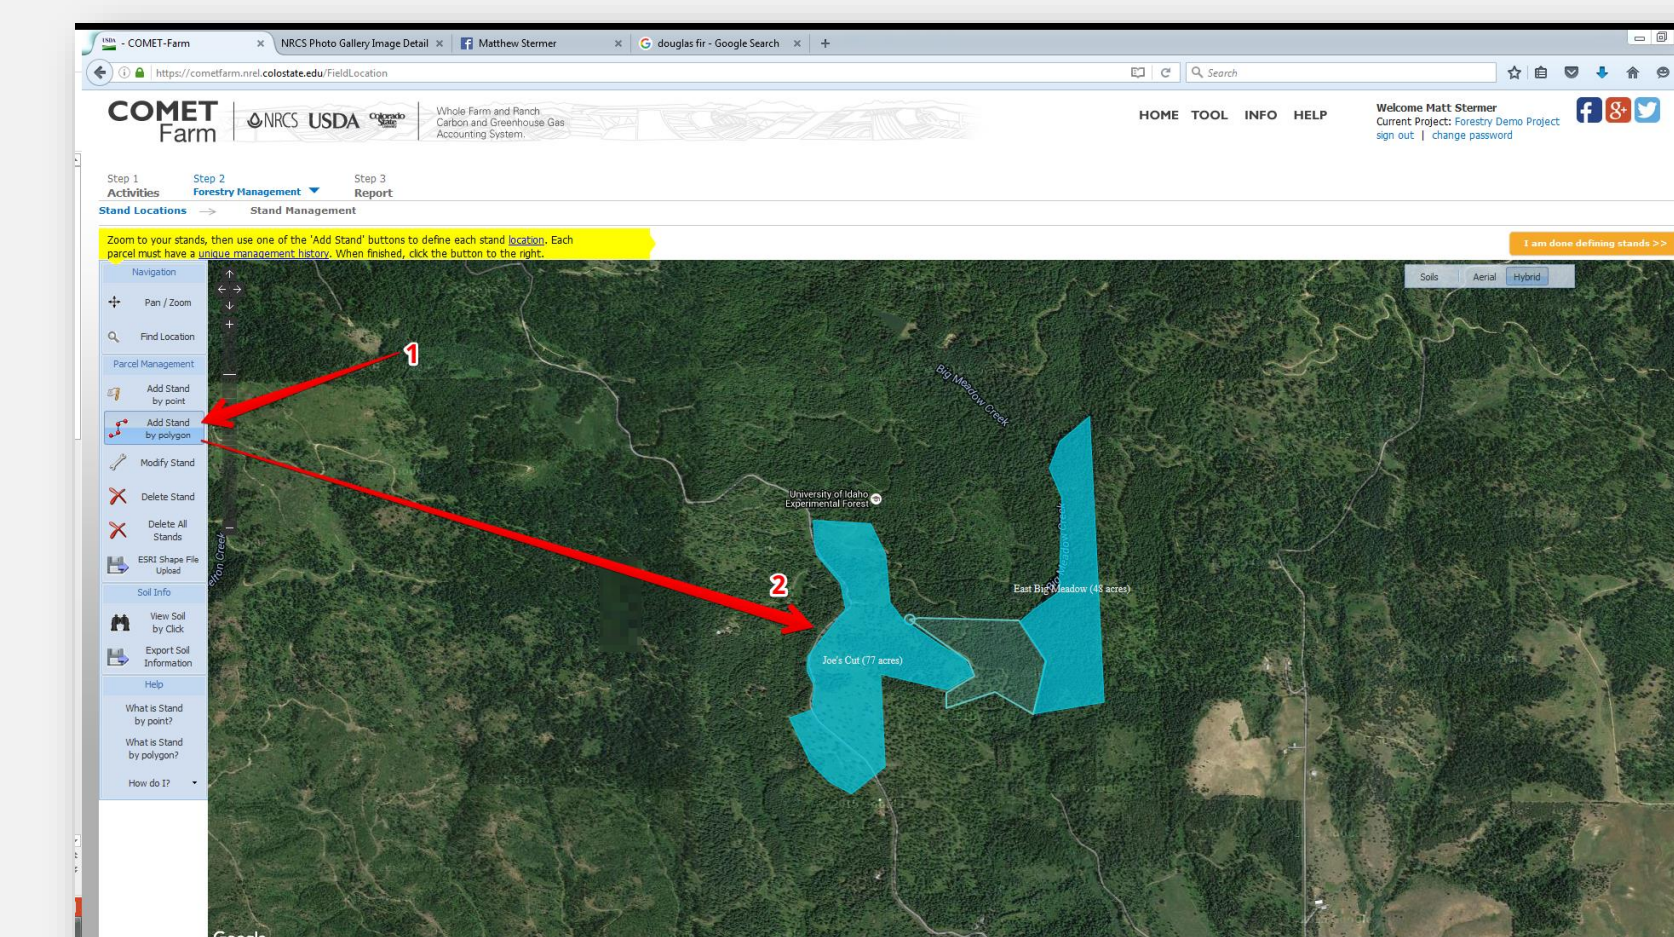 USDA - COMET-Farm
NRCS Photo Gallery Image Detail
Matthew Stermer
douglas fir - Google Search
https://cometfarm.nrel.colostate.edu/FieldLocation
Search
COMET
Farm
NRCS USDA Colorado State
Whole Farm and Ranch
Carbon and Greenhouse Gas
Accounting System.
HOME TOOL INFO HELP
Welcome Matt Stermer
Current Project: Forestry Demo Project
sign out | change password
Step 1
Activities
Step 2
Forestry Management
Step 3
Report
Stand Locations
Stand Management
Zoom to your stands, then use one of the 'Add Stand' buttons to define each stand location. Each
parcel must have a unique management history. When finished, click the button to the right.
I am done defining stands >>
Navigation
Pan / Zoom
Find Location
Parcel Management
Add Stand
by point
Add Stand
by polygon
Modify Stand
Delete Stand
Delete All
Stands
ESRI Shape File
Upload
Soil Info
View Soil
by Click
Export Soil
Information
Help
What is Stand
by point?
What is Stand
by polygon?
How do I?
Soils
Aerial
Hybrid
1
2
Big Meadow Creek
University of Idaho
Experimental Forest
East Big Meadow (48 acres)
Joe's Cut (77 acres)
Creek
Google